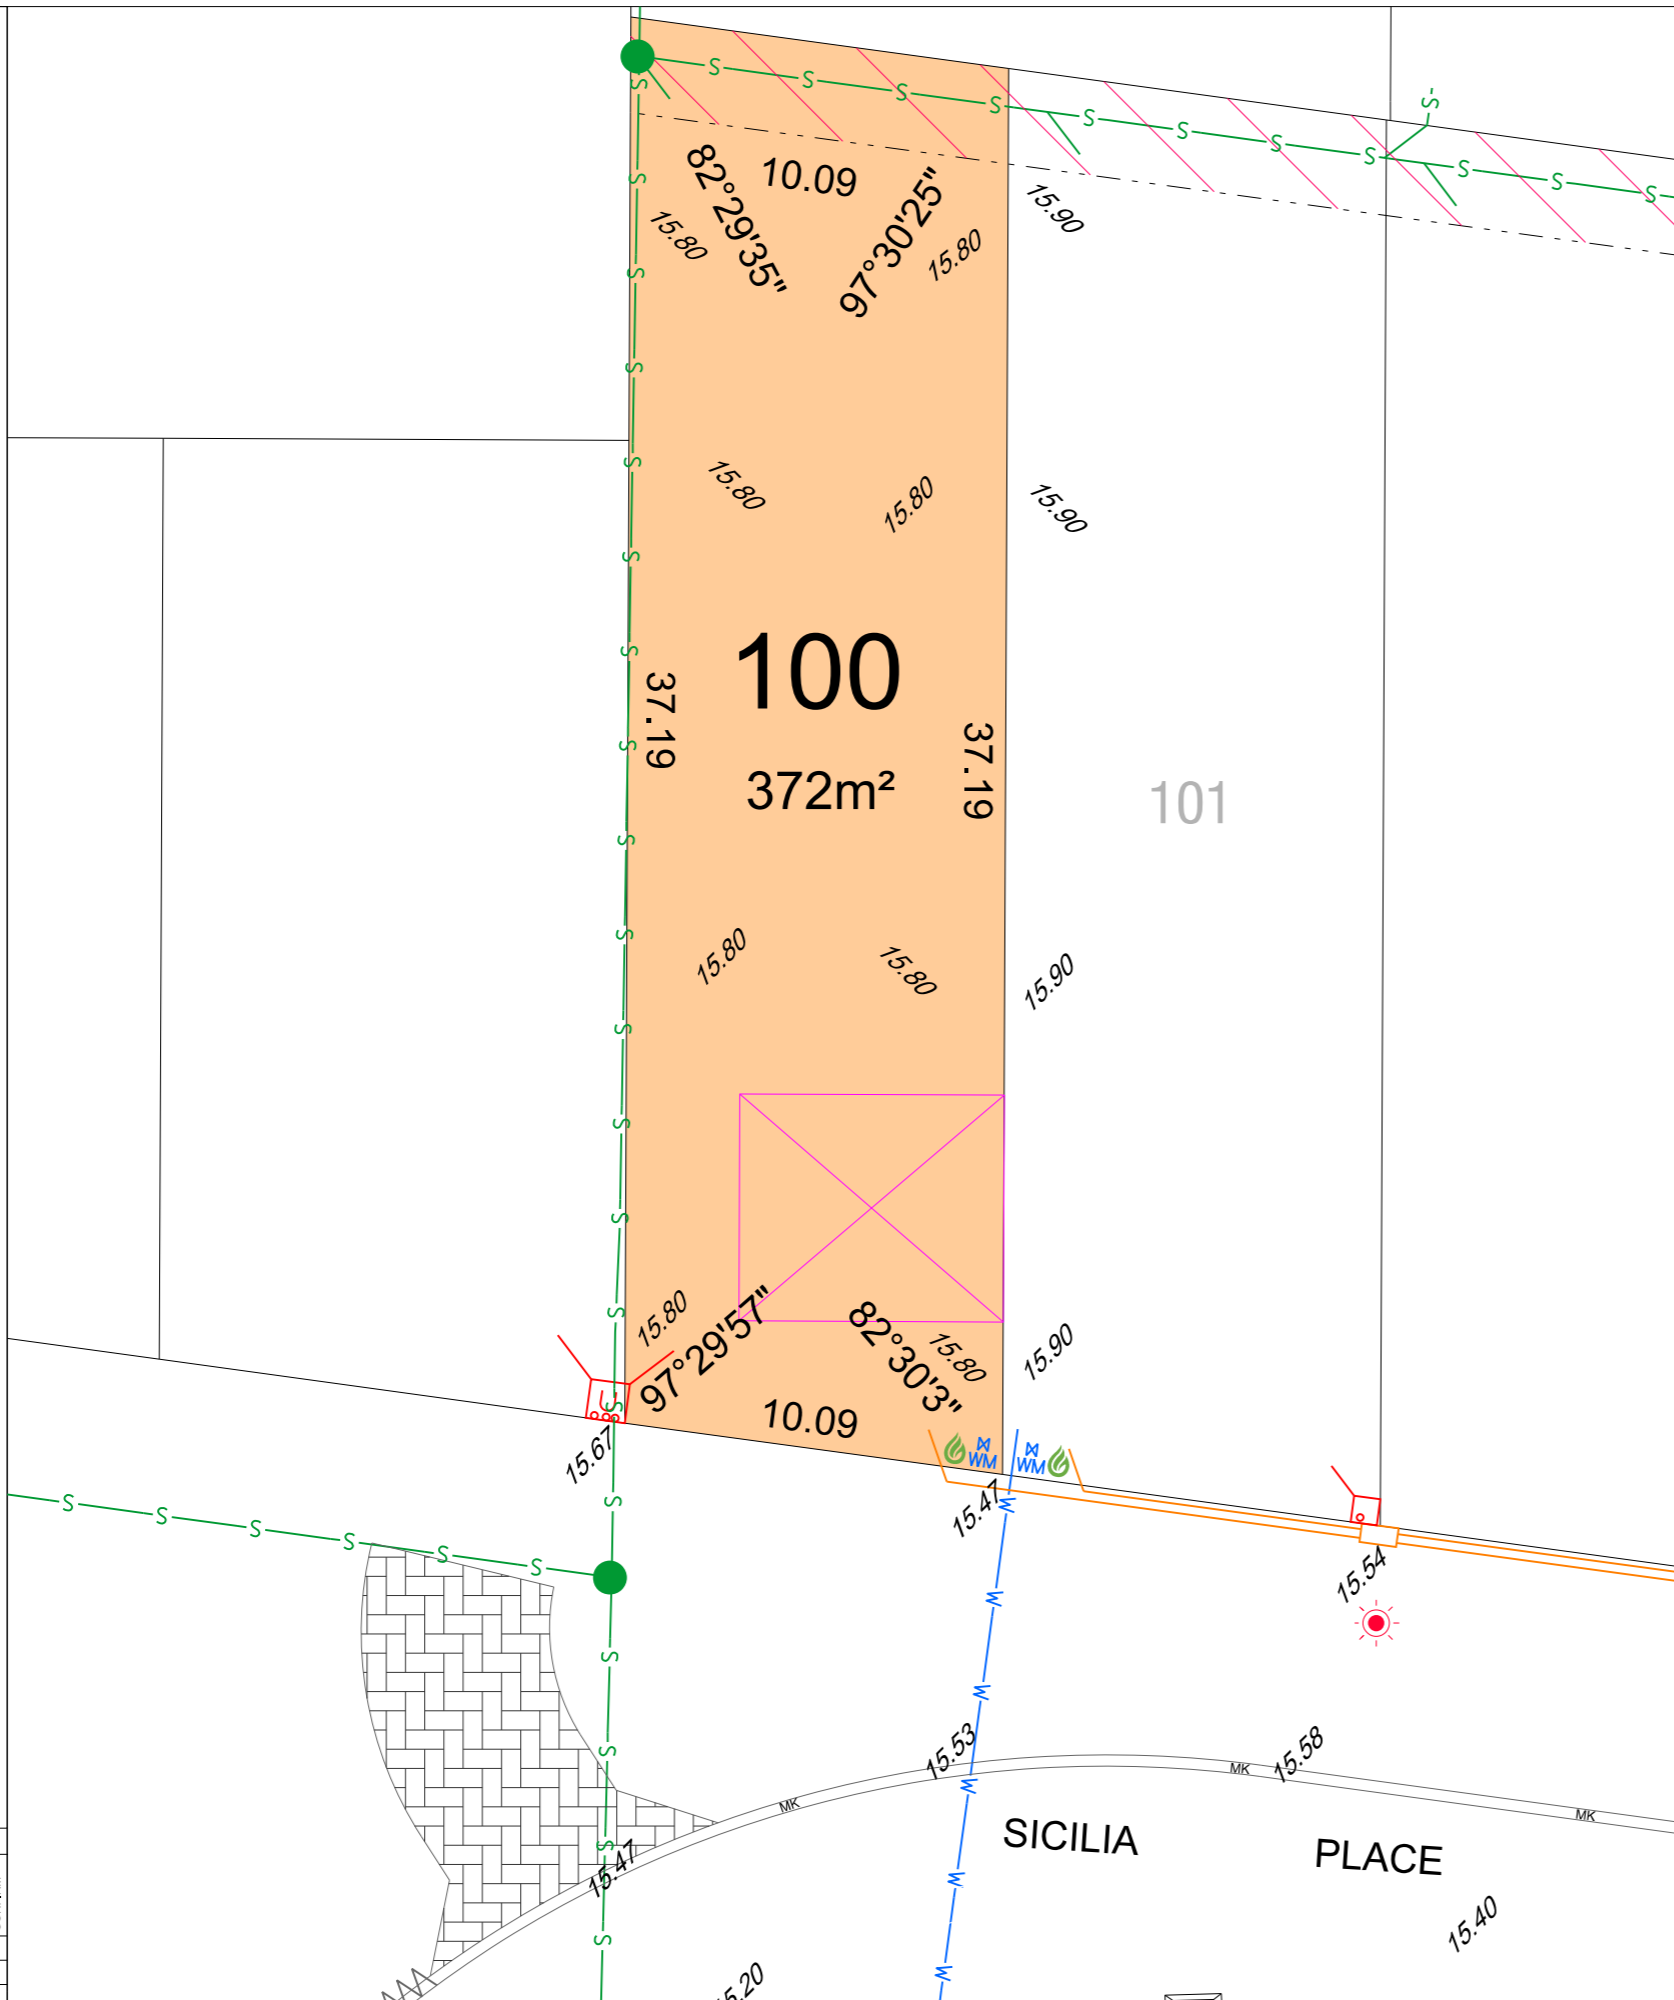 S
S
S
S
S
S
S
S
S
S
S
S
10.09
82°29'35"
97°30'25"
15.80
15.80
15.90
S
S
S
S
15.80
15.80
15.90
S
S
100
37.19
37.19
372m²
101
S
S
S
15.80
15.80
15.90
S
S
S
S
15.80
97°29'57"
82°30'3"
15.80
15.90
S
10.09
15.67
WM
WM
15.47
W
15.54
S
S
S
S
S
S
S
W
S
W
S
15.53
15.58
W
MK
MK
MK
SICILIA PLACE
S
15.47
W
15.40
S
W